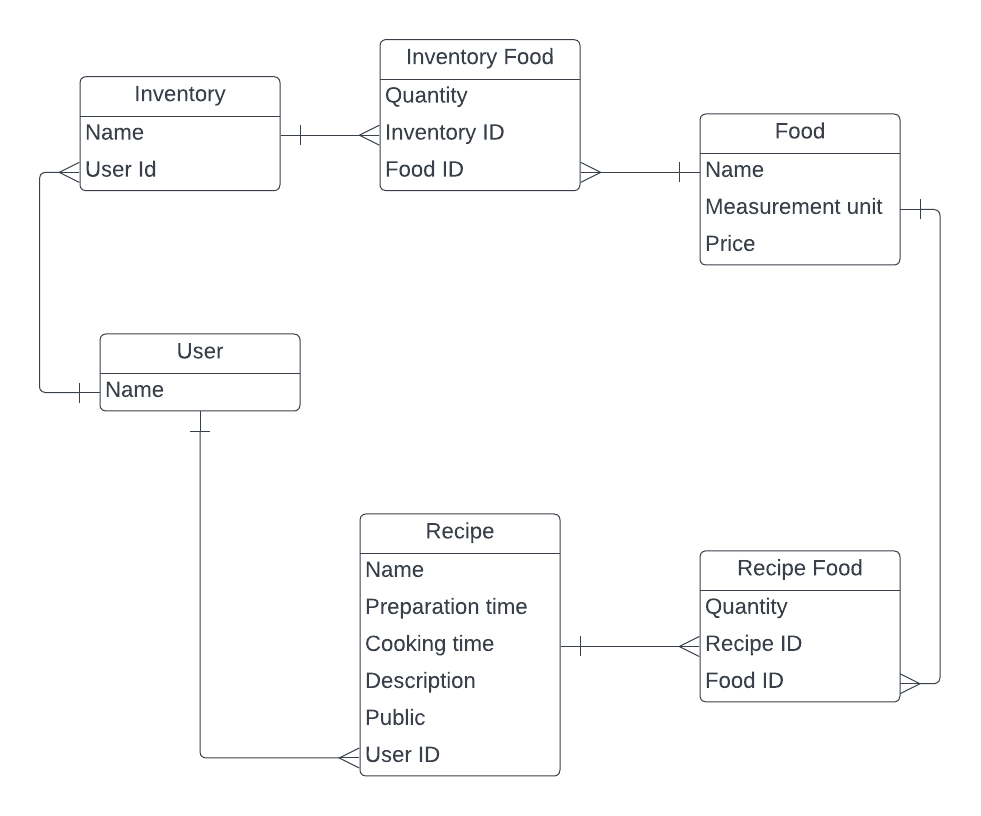 Inventory
Name
User Id
Inventory Food
Quantity
Inventory ID
Food ID
Food
Name
Measurement unit
Price
User
Name
Recipe
Name
Preparation time
Cooking time
Description
Public
User ID
Recipe Food
Quantity
Recipe ID
Food ID